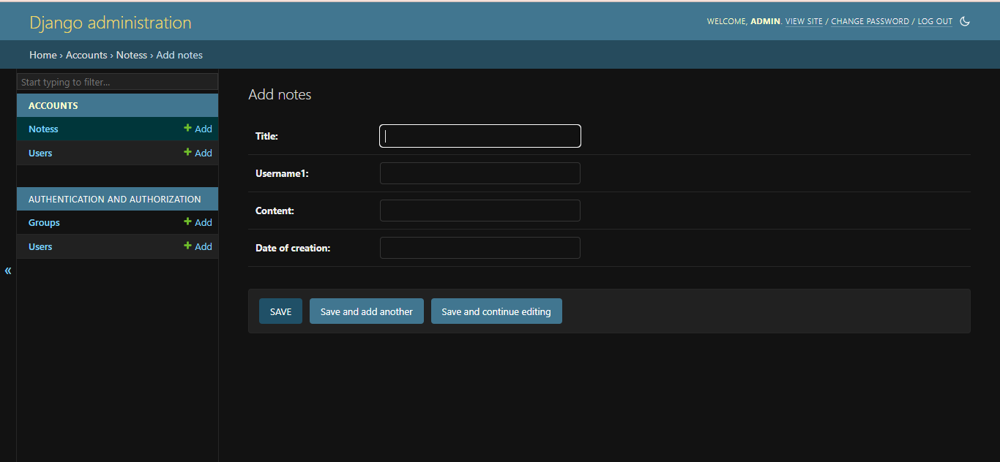 Django administration
WELCOME, ADMIN. VIEW SITE / CHANGE PASSWORD / LOG OUT
Home › Accounts › Notess › Add notes
Start typing to filter...
ACCOUNTS
Notess + Add
Users + Add
AUTHENTICATION AND AUTHORIZATION
Groups + Add
Users + Add
«
Add notes
Title:
Username1:
Content:
Date of creation:
SAVE Save and add another Save and continue editing